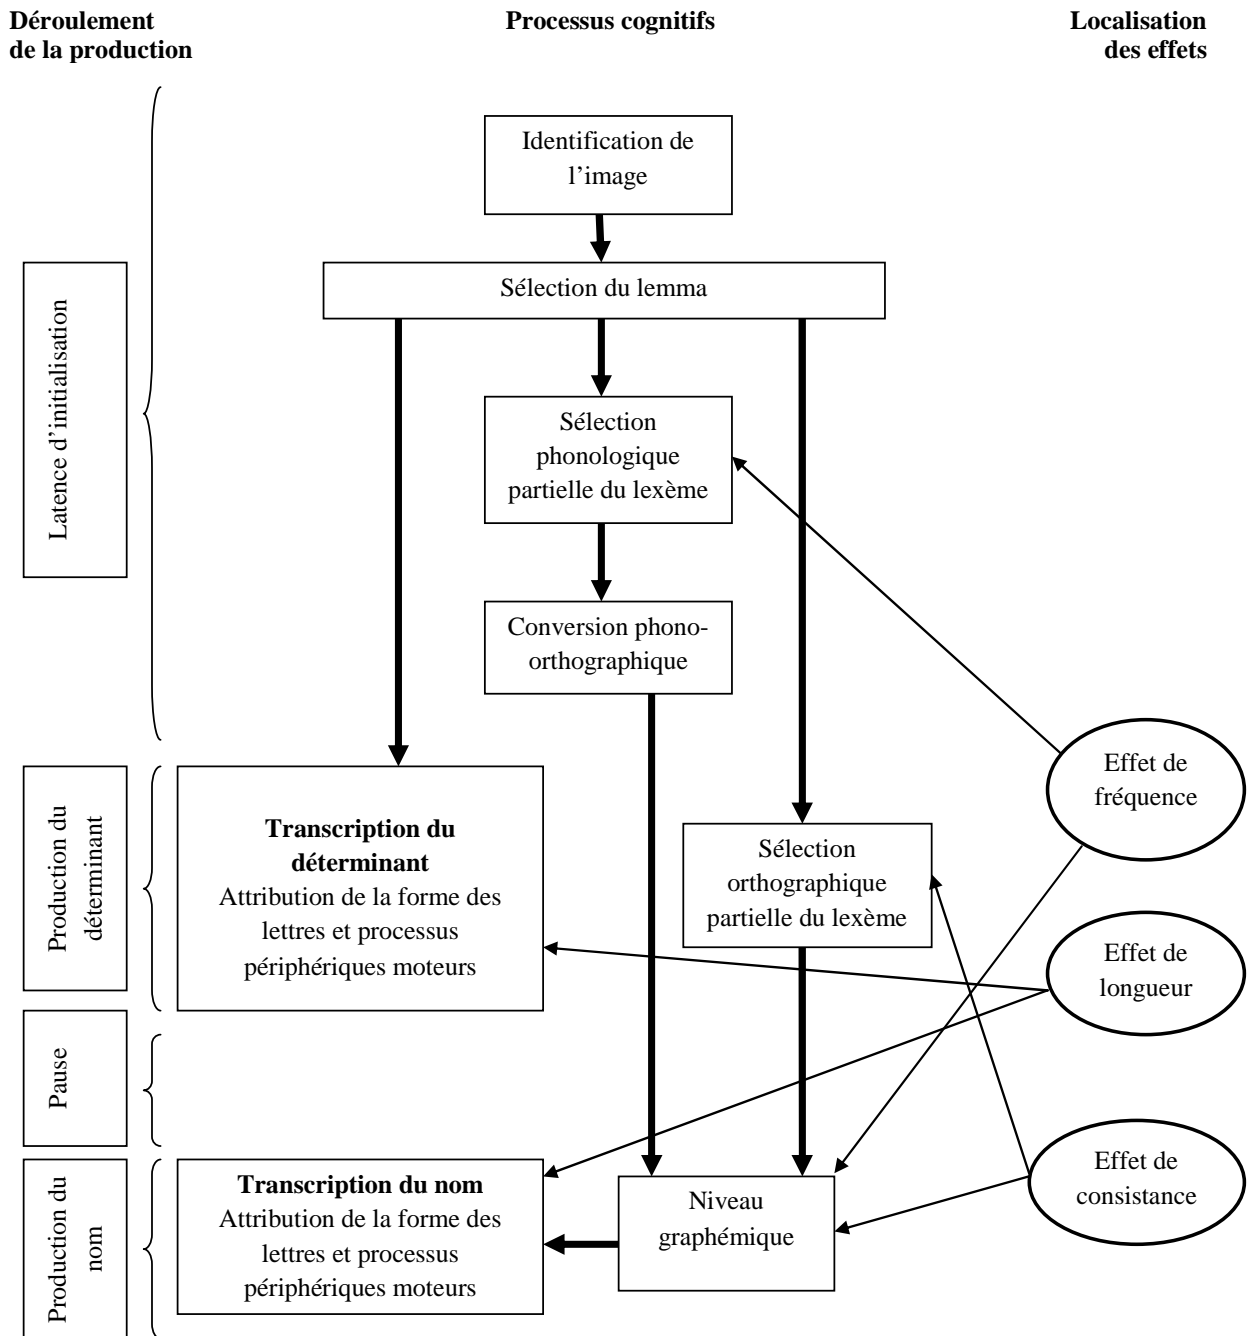 Déroulement
de la production
Processus cognitifs
Localisation
des effets
Identification de
l’image
Sélection du lemma
Latence d’initialisation
Sélection
phonologique
partielle du lexème
Conversion phono-
orthographique
Effet de
fréquence
Production du
déterminant
Transcription du
déterminant
Attribution de la forme des
lettres et processus
périphériques moteurs
Sélection
orthographique
partielle du lexème
Effet de
longueur
Pause
Production du
nom
Transcription du nom
Attribution de la forme des
lettres et processus
périphériques moteurs
Niveau
graphémique
Effet de
consistance